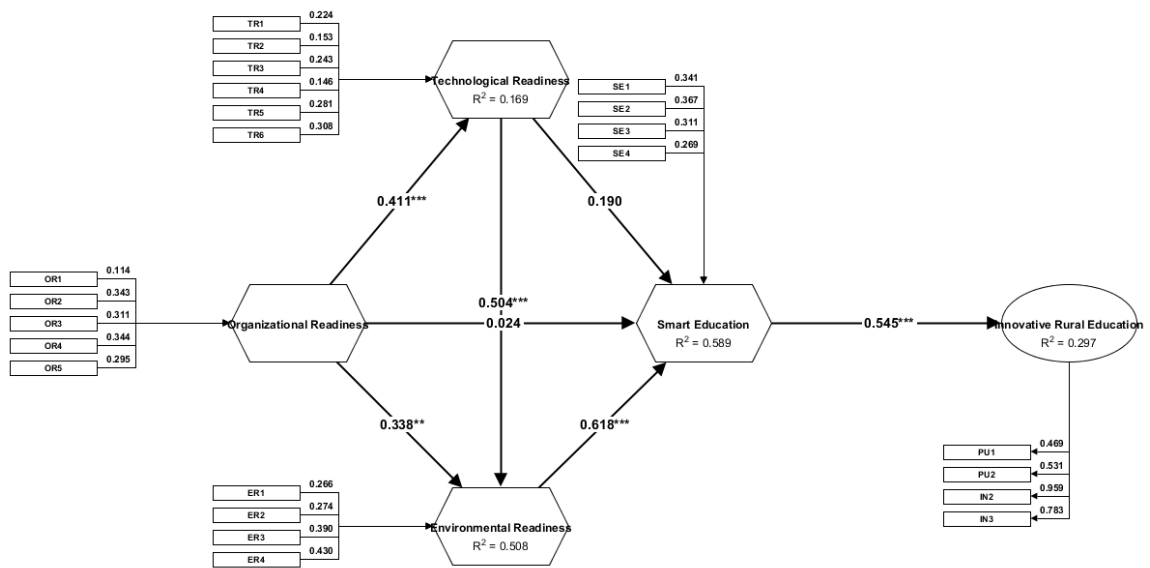 TR1 0.224
TR2 0.153
TR3 0.243
TR4 0.146
TR5 0.281
TR6 0.308
Technological Readiness
R² = 0.169
SE1 0.341
SE2 0.367
SE3 0.311
SE4 0.269
0.411***
0.190
OR1 0.114
OR2 0.343
OR3 0.311
OR4 0.344
OR5 0.295
Organizational Readiness
0.504***
0.024
Smart Education
R² = 0.589
0.545***
Innovative Rural Education
R² = 0.297
0.338**
0.618***
ER1 0.266
ER2 0.274
ER3 0.390
ER4 0.430
Environmental Readiness
R² = 0.508
PU1 0.469
PU2 0.531
IN2 0.959
IN3 0.783